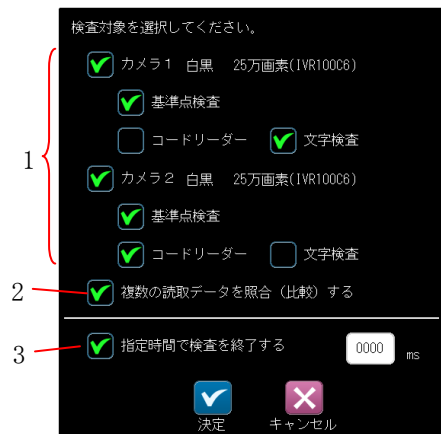 検査対象を選択してください。
カメラ1 白黒 25万画素(IVR100C6)
基準点検査
コードリーダー 文字検査
1
カメラ2 白黒 25万画素(IVR100C6)
基準点検査
コードリーダー 文字検査
2 複数の読取データを照合（比較）する
3 指定時間で検査を終了する 0000 ms
決定 キャンセル